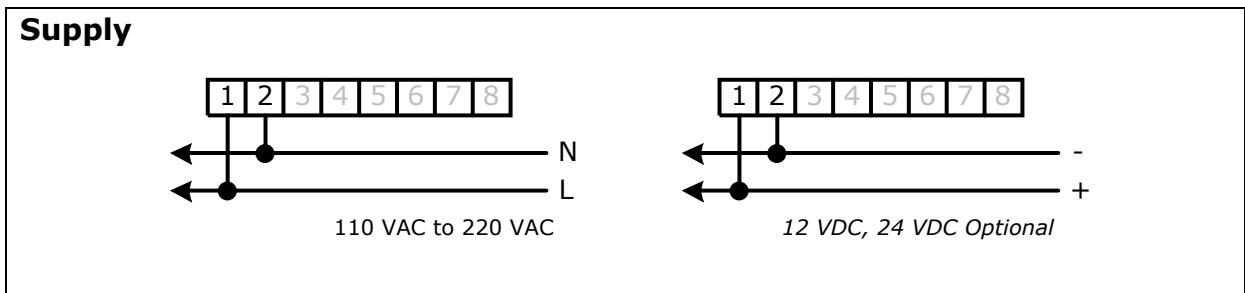 Supply
1 2 3 4 5 6 7 8
N
L
110 VAC to 220 VAC
1 2 3 4 5 6 7 8
-
+
12 VDC, 24 VDC Optional